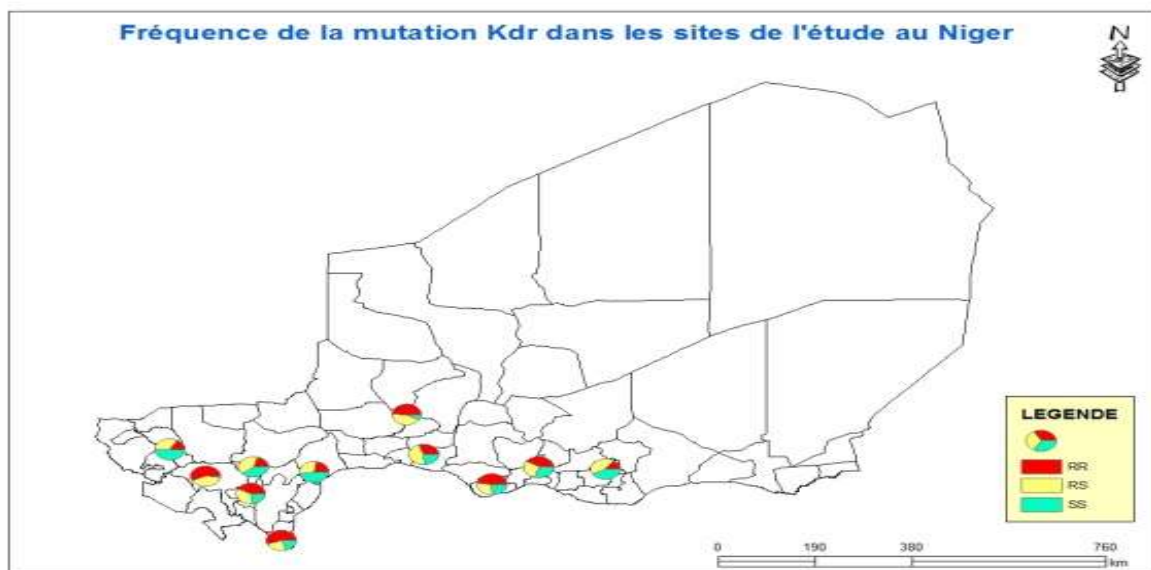 Fréquence de la mutation Kdr dans les sites de l'étude au Niger
N
LEGENDE
RR
RS
SS
0 190 380 760
km